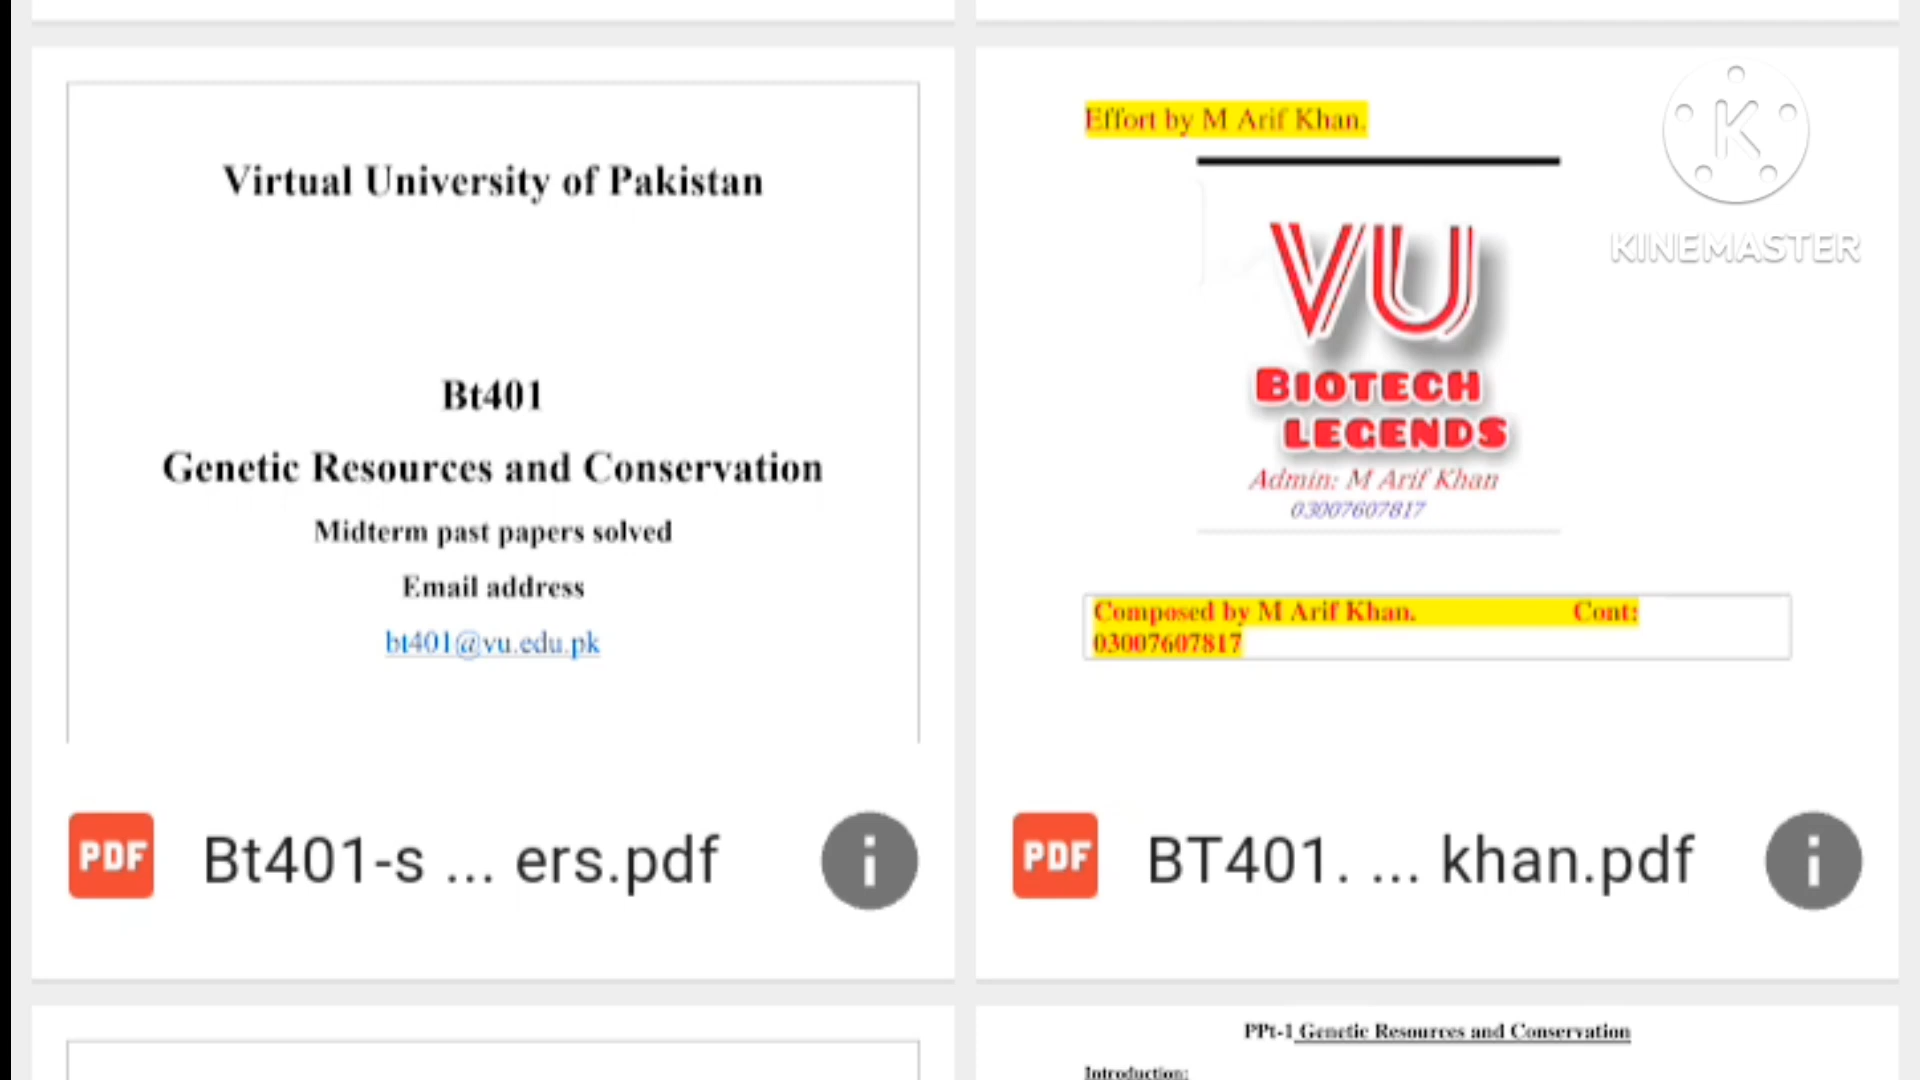 Virtual University of Pakistan
Bt401
Genetic Resources and Conservation
Midterm past papers solved
Email address
bt401@vu.edu.pk
PDF Bt401-s ... ers.pdf i
Effort by M Arif Khan.
K
KINEMASTER
VU
BIOTECH
LEGENDS
Admin: M Arif Khan
03007607817
Composed by M Arif Khan. Cont:
03007607817
PDF BT401. ... khan.pdf i
PPt-1 Genetic Resources and Conservation
Introduction: